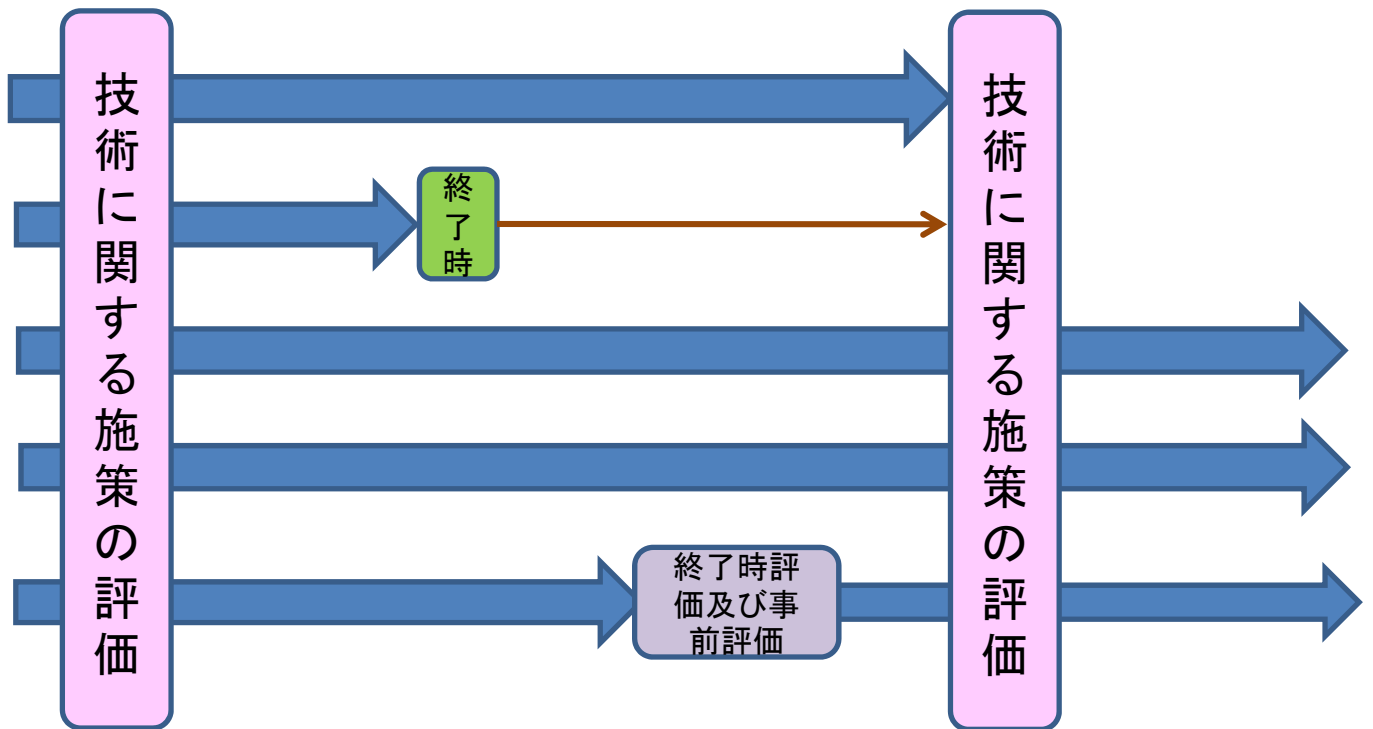 技術に関する施策の評価
終了時
終了時評
価及び事
前評価
技術に関する施策の評価